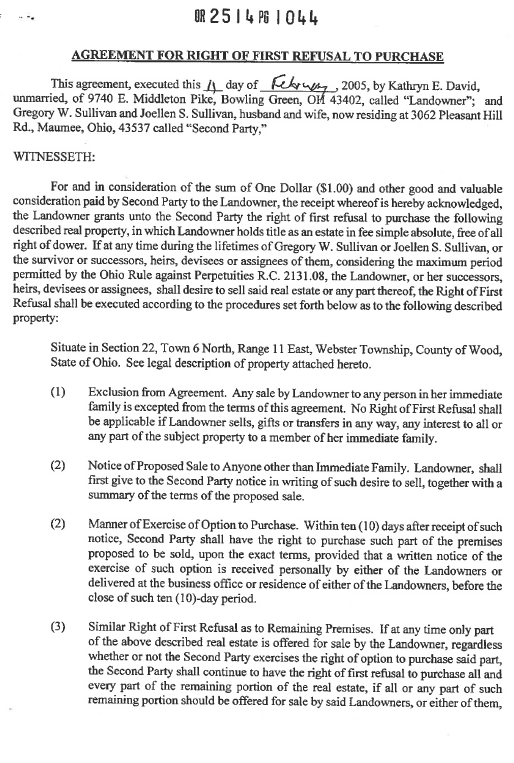 OR 2514 PG 1044
AGREEMENT FOR RIGHT OF FIRST REFUSAL TO PURCHASE
This agreement, executed this 11 day of February, 2005, by Kathryn E. David,
unmarried, of 9740 E. Middleton Pike, Bowling Green, OH 43402, called "Landowner"; and
Gregory W. Sullivan and Joellen S. Sullivan, husband and wife, now residing at 3062 Pleasant Hill
Rd., Maumee, Ohio, 43537 called "Second Party,"
WITNESSETH:
For and in consideration of the sum of One Dollar ($1.00) and other good and valuable
consideration paid by Second Party to the Landowner, the receipt whereof is hereby acknowledged,
the Landowner grants unto the Second Party the right of first refusal to purchase the following
described real property, in which Landowner holds title as an estate in fee simple absolute, free of all
right of dower. If at any time during the lifetimes of Gregory W. Sullivan or Joellen S. Sullivan, or
the survivor or successors, heirs, devisees or assignees of them, considering the maximum period
permitted by the Ohio Rule against Perpetuities R.C. 2131.08, the Landowner, or her successors,
heirs, devisees or assignees, shall desire to sell said real estate or any part thereof, the Right of First
Refusal shall be executed according to the procedures set forth below as to the following described
property:
Situate in Section 22, Town 6 North, Range 11 East, Webster Township, County of Wood,
State of Ohio. See legal description of property attached hereto.
(1) Exclusion from Agreement. Any sale by Landowner to any person in her immediate
family is excepted from the terms of this agreement. No Right of First Refusal shall
be applicable if Landowner sells, gifts or transfers in any way, any interest to all or
any part of the subject property to a member of her immediate family.
(2) Notice of Proposed Sale to Anyone other than Immediate Family. Landowner, shall
first give to the Second Party notice in writing of such desire to sell, together with a
summary of the terms of the proposed sale.
(2) Manner of Exercise of Option to Purchase. Within ten (10) days after receipt of such
notice, Second Party shall have the right to purchase such part of the premises
proposed to be sold, upon the exact terms, provided that a written notice of the
exercise of such option is received personally by either of the Landowners or
delivered at the business office or residence of either of the Landowners, before the
close of such ten (10)-day period.
(3) Similar Right of First Refusal as to Remaining Premises. If at any time only part
of the above described real estate is offered for sale by the Landowner, regardless
whether or not the Second Party exercises the right of option to purchase said part,
the Second Party shall continue to have the right of first refusal to purchase all and
every part of the remaining portion of the real estate, if all or any part of such
remaining portion should be offered for sale by said Landowners, or either of them,